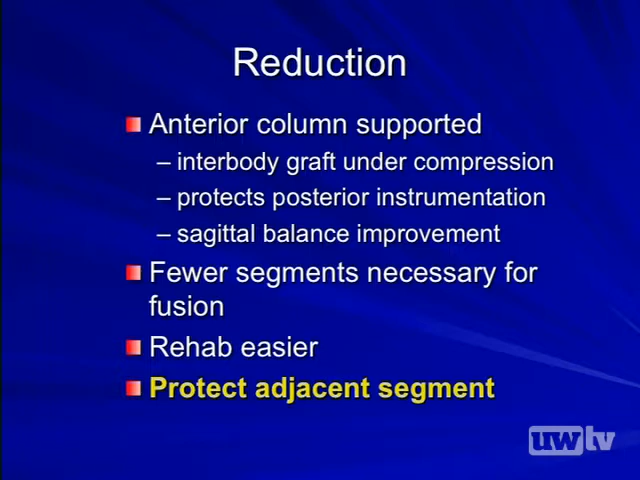 Reduction
Anterior column supported
– interbody graft under compression
– protects posterior instrumentation
– sagittal balance improvement
Fewer segments necessary for
fusion
Rehab easier
Protect adjacent segment
uwtv